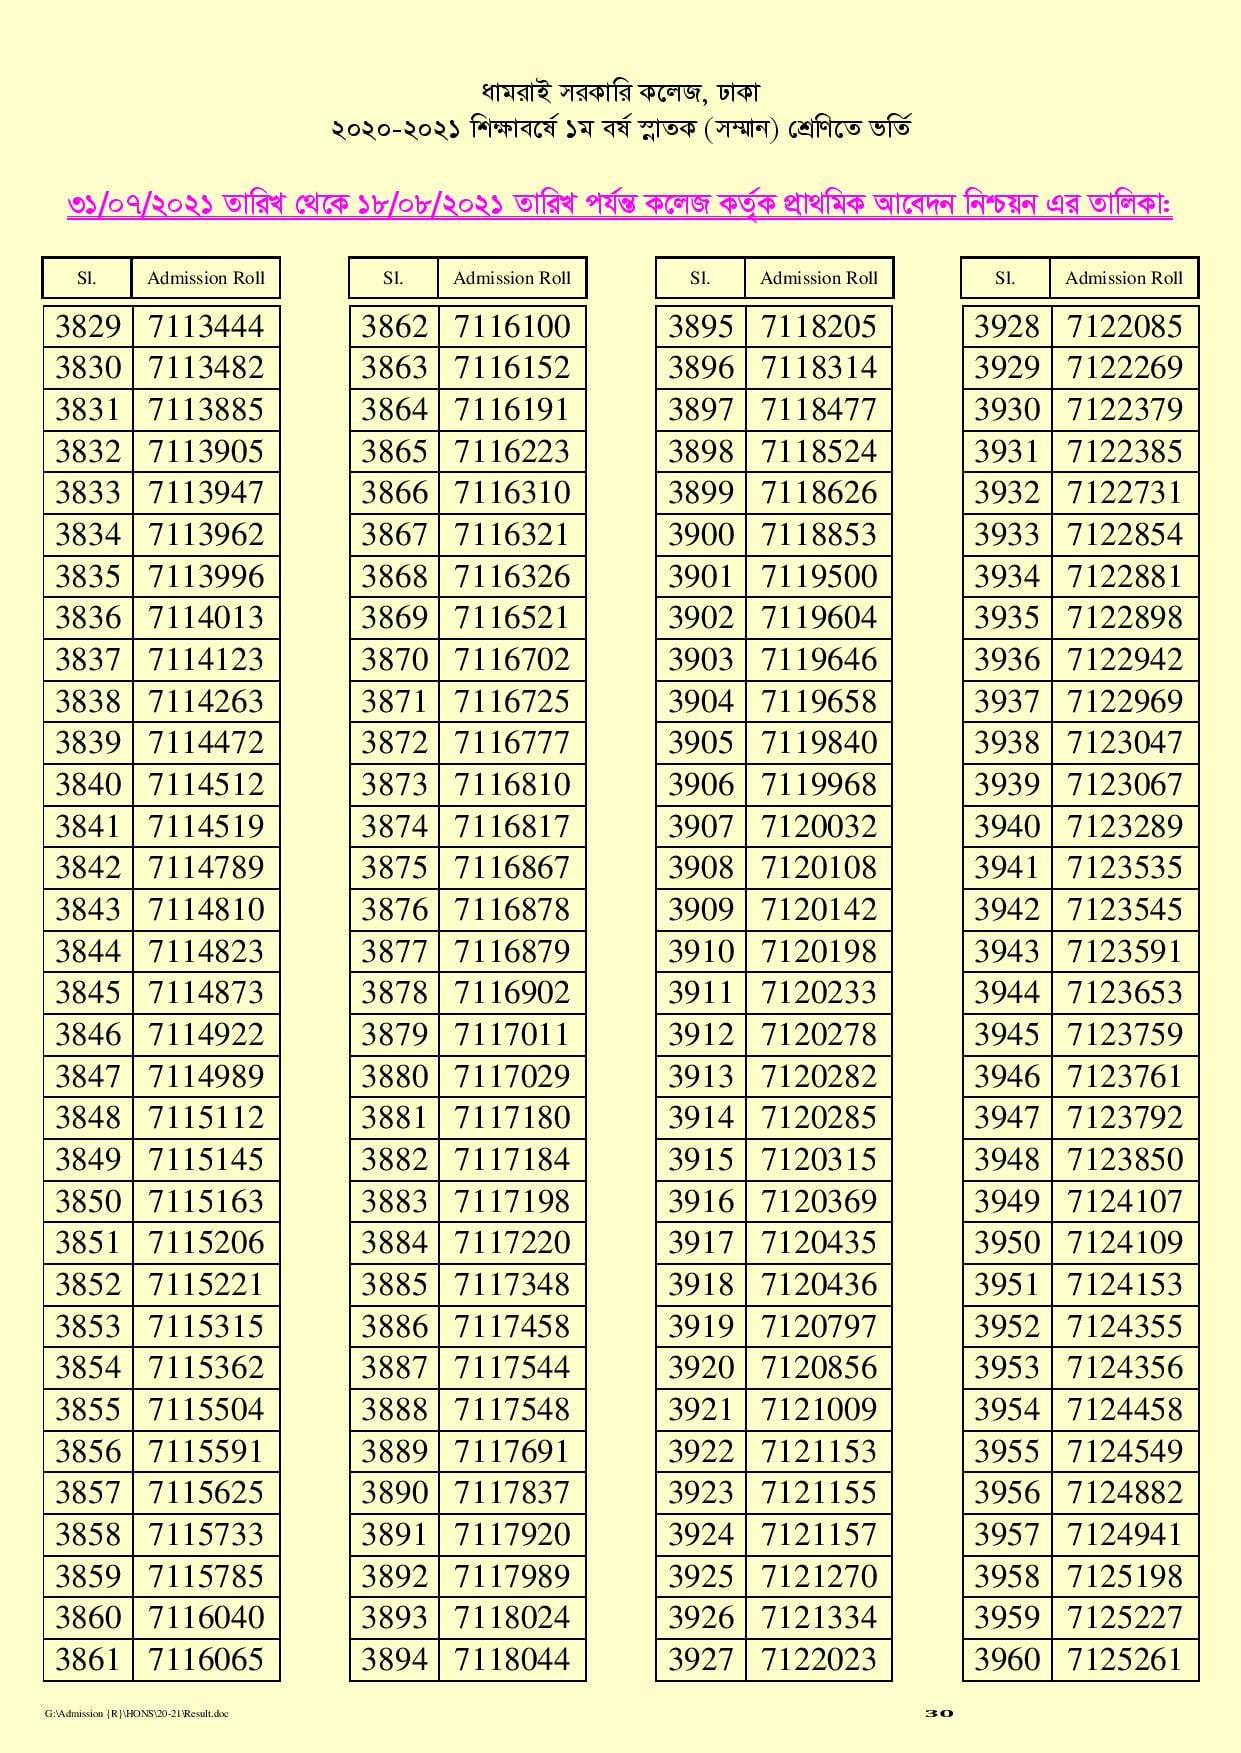 ধামরাই সরকারি কলেজ, ঢাকা
২০২০-২০২১ শিক্ষাবর্ষে ১ম বর্ষ স্নাতক (সম্মান) শ্রেণিতে ভর্তি
৩১/০৭/২০২১ তারিখ থেকে ১৮/০৮/২০২১ তারিখ পর্যন্ত কলেজ কর্তৃক প্রাথমিক আবেদন নিশ্চয়ন এর তালিকা:
Sl. Admission Roll Sl. Admission Roll Sl. Admission Roll Sl. Admission Roll
3829 7113444 3862 7116100 3895 7118205 3928 7122085
3830 7113482 3863 7116152 3896 7118314 3929 7122269
3831 7113885 3864 7116191 3897 7118477 3930 7122379
3832 7113905 3865 7116223 3898 7118524 3931 7122385
3833 7113947 3866 7116310 3899 7118626 3932 7122731
3834 7113962 3867 7116321 3900 7118853 3933 7122854
3835 7113996 3868 7116326 3901 7119500 3934 7122881
3836 7114013 3869 7116521 3902 7119604 3935 7122898
3837 7114123 3870 7116702 3903 7119646 3936 7122942
3838 7114263 3871 7116725 3904 7119658 3937 7122969
3839 7114472 3872 7116777 3905 7119840 3938 7123047
3840 7114512 3873 7116810 3906 7119968 3939 7123067
3841 7114519 3874 7116817 3907 7120032 3940 7123289
3842 7114789 3875 7116867 3908 7120108 3941 7123535
3843 7114810 3876 7116878 3909 7120142 3942 7123545
3844 7114823 3877 7116879 3910 7120198 3943 7123591
3845 7114873 3878 7116902 3911 7120233 3944 7123653
3846 7114922 3879 7117011 3912 7120278 3945 7123759
3847 7114989 3880 7117029 3913 7120282 3946 7123761
3848 7115112 3881 7117180 3914 7120285 3947 7123792
3849 7115145 3882 7117184 3915 7120315 3948 7123850
3850 7115163 3883 7117198 3916 7120369 3949 7124107
3851 7115206 3884 7117220 3917 7120435 3950 7124109
3852 7115221 3885 7117348 3918 7120436 3951 7124153
3853 7115315 3886 7117458 3919 7120797 3952 7124355
3854 7115362 3887 7117544 3920 7120856 3953 7124356
3855 7115504 3888 7117548 3921 7121009 3954 7124458
3856 7115591 3889 7117691 3922 7121153 3955 7124549
3857 7115625 3890 7117837 3923 7121155 3956 7124882
3858 7115733 3891 7117920 3924 7121157 3957 7124941
3859 7115785 3892 7117989 3925 7121270 3958 7125198
3860 7116040 3893 7118024 3926 7121334 3959 7125227
3861 7116065 3894 7118044 3927 7122023 3960 7125261
G:\Admission {R}\HONS\20-21\Result.doc 30